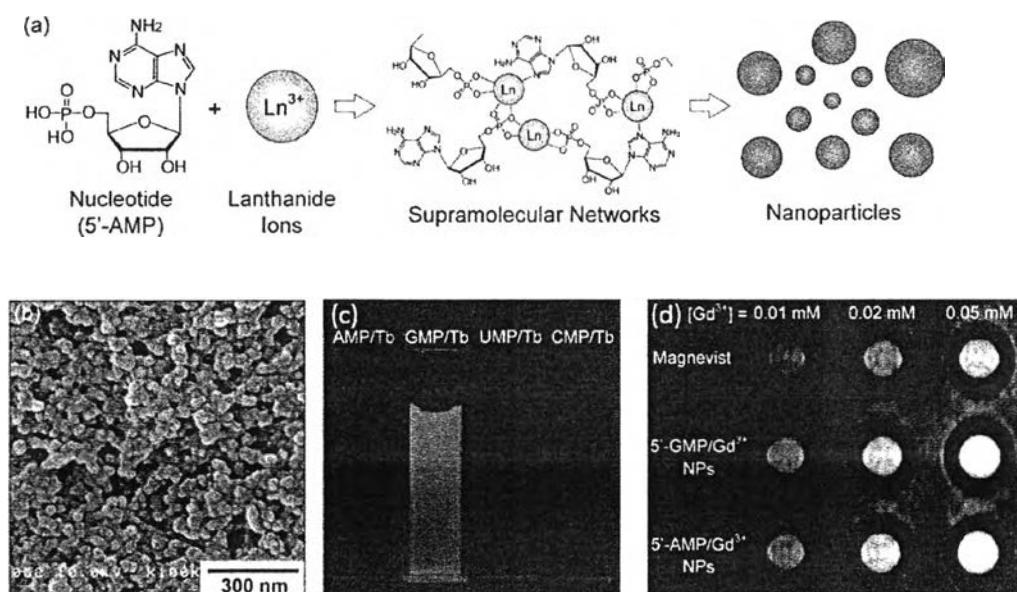 (a)
NH₂
N
N
N
N
HO-P-O
O
HO
O
OH OH
+
Ln³⁺
Ln
Ln
Ln
Nucleotide
(5'-AMP)
Lanthanide
Ions
Supramolecular Networks
Nanoparticles
(b)
300 nm
(c)
AMP/Tb GMP/Tb UMP/Tb CMP/Tb
(d) [Gd³⁺] = 0.01 mM 0.02 mM 0.05 mM
Magnevist
5'-GMP/Gd³⁺
NPs
5'-AMP/Gd³⁺
NPs